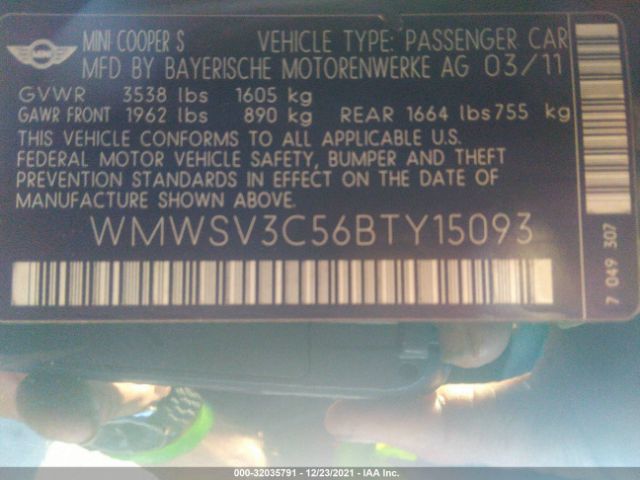 MINI
MINI COOPER S VEHICLE TYPE: PASSENGER CAR
MFD BY BAYERISCHE MOTORENWERKE AG 03/11
GVWR 3538 lbs 1605 kg
GAWR FRONT 1962 lbs 890 kg REAR 1664 lbs 755 kg
THIS VEHICLE CONFORMS TO ALL APPLICABLE U.S.
FEDERAL MOTOR VEHICLE SAFETY, BUMPER AND THEFT
PREVENTION STANDARDS IN EFFECT ON THE DATE OF
MANUFACTURE SHOWN ABOVE.
WMWSV3C56BTY15093
7 049 307
000-32035791 - 12/23/2021 - IAA Inc.